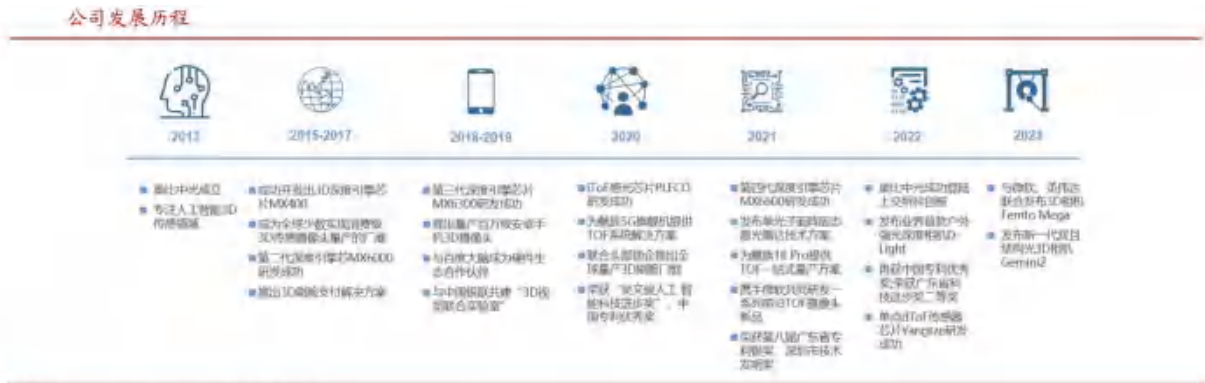 公司发展历程
2013
2015-2017
2018-2019
2020
2021
2022
2023
奥比中光成立
专注人工智能3D
传感领域
成功开发出3D深度引擎芯
片MX400
成为全球少数实现消费级
3D传感摄像头量产的厂商
第二代深度引擎芯MX6000
研发成功
推出3D刷脸支付解决方案
第三代深度引擎芯片
MX6300研发成功
推出量产百万级安卓手
机3D摄像头
与百度大脑成为硬件生
态合作伙伴
与中国银联共建“3D视
觉联合实验室”
iToF感光芯片
研发成功
为魅族5G旗舰机提供
TOF系统解决方案
联合头部锁企推出全
球量产3D刷脸门锁
荣获“吴文俊人工智
能科技进步奖”、中
国专利优秀奖
第四代深度引擎芯片
MX6600研发成功
发布单光子面阵固态
激光雷达技术方案
为魅族18 Pro提供
TOF一站式量产方案
携手微软共同研发一
系列前沿TOF摄像头
新品
荣获第八届广东省专
利银奖、深圳市技术
发明奖
奥比中光成功登陆
上交所科创板
发布业界首款户外
强光深度相机D-
Light
再获中国专利优秀
奖;荣获广东省科
技进步奖二等奖
单点dToF传感器
芯片Yangtze研发
成功
与微软、英伟达
联合发布3D相机
Femto Mega
发布新一代双目
结构光3D相机
Gemini2